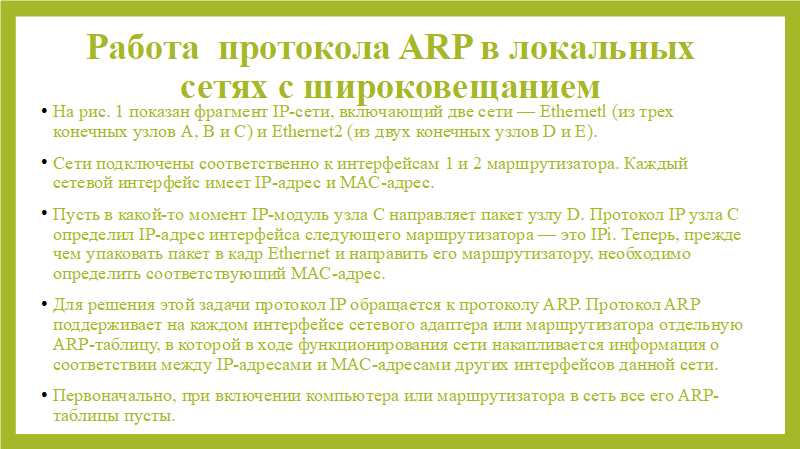 Работа протокола ARP в локальных
сетях с широковещанием
• На рис. 1 показан фрагмент IP-сети, включающий две сети — Ethernetl (из трех
конечных узлов А, В и С) и Ethernet2 (из двух конечных узлов D и Е).
• Сети подключены соответственно к интерфейсам 1 и 2 маршрутизатора. Каждый
сетевой интерфейс имеет IP-адрес и MAC-адрес.
• Пусть в какой-то момент IP-модуль узла С направляет пакет узлу D. Протокол IP узла С
определил IP-адрес интерфейса следующего маршрутизатора — это IPi. Теперь, прежде
чем упаковать пакет в кадр Ethernet и направить его маршрутизатору, необходимо
определить соответствующий MAC-адрес.
• Для решения этой задачи протокол IP обращается к протоколу ARP. Протокол ARP
поддерживает на каждом интерфейсе сетевого адаптера или маршрутизатора отдельную
ARP-таблицу, в которой в ходе функционирования сети накапливается информация о
соответствии между IP-адресами и MAC-адресами других интерфейсов данной сети.
• Первоначально, при включении компьютера или маршрутизатора в сеть все его ARP-
таблицы пусты.